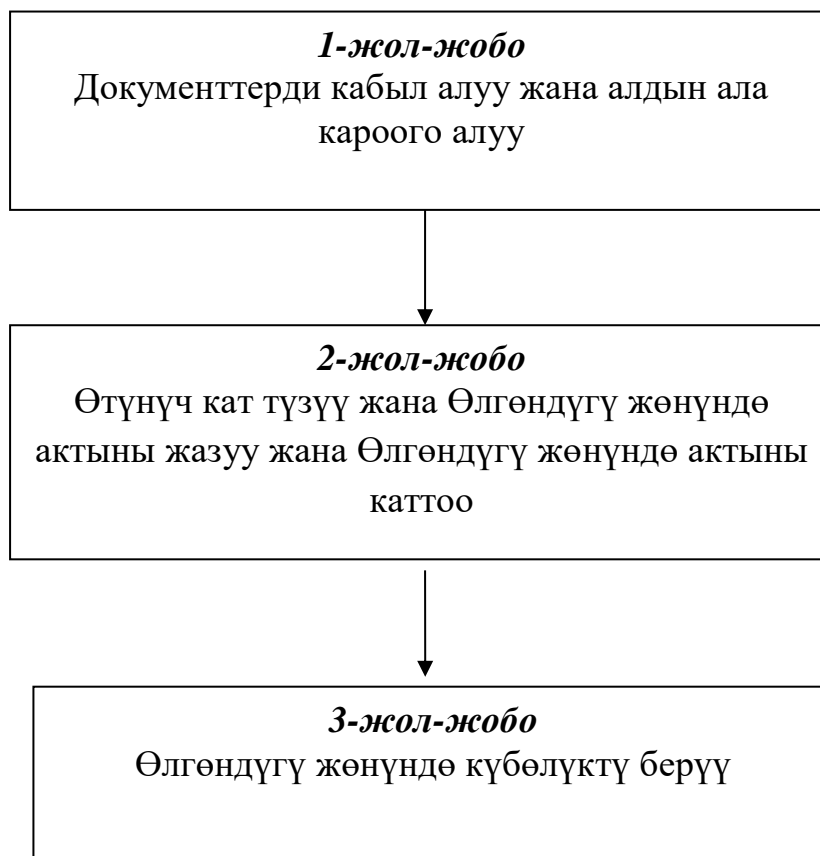 1-жол-жобо
Документтерди кабыл алуу жана алдын ала
кароого алуу
2-жол-жобо
Өтүнүч кат түзүү жана Өлгөндүгү жөнүндө
актыны жазуу жана Өлгөндүгү жөнүндө актыны
каттоо
3-жол-жобо
Өлгөндүгү жөнүндө күбөлүктү берүү